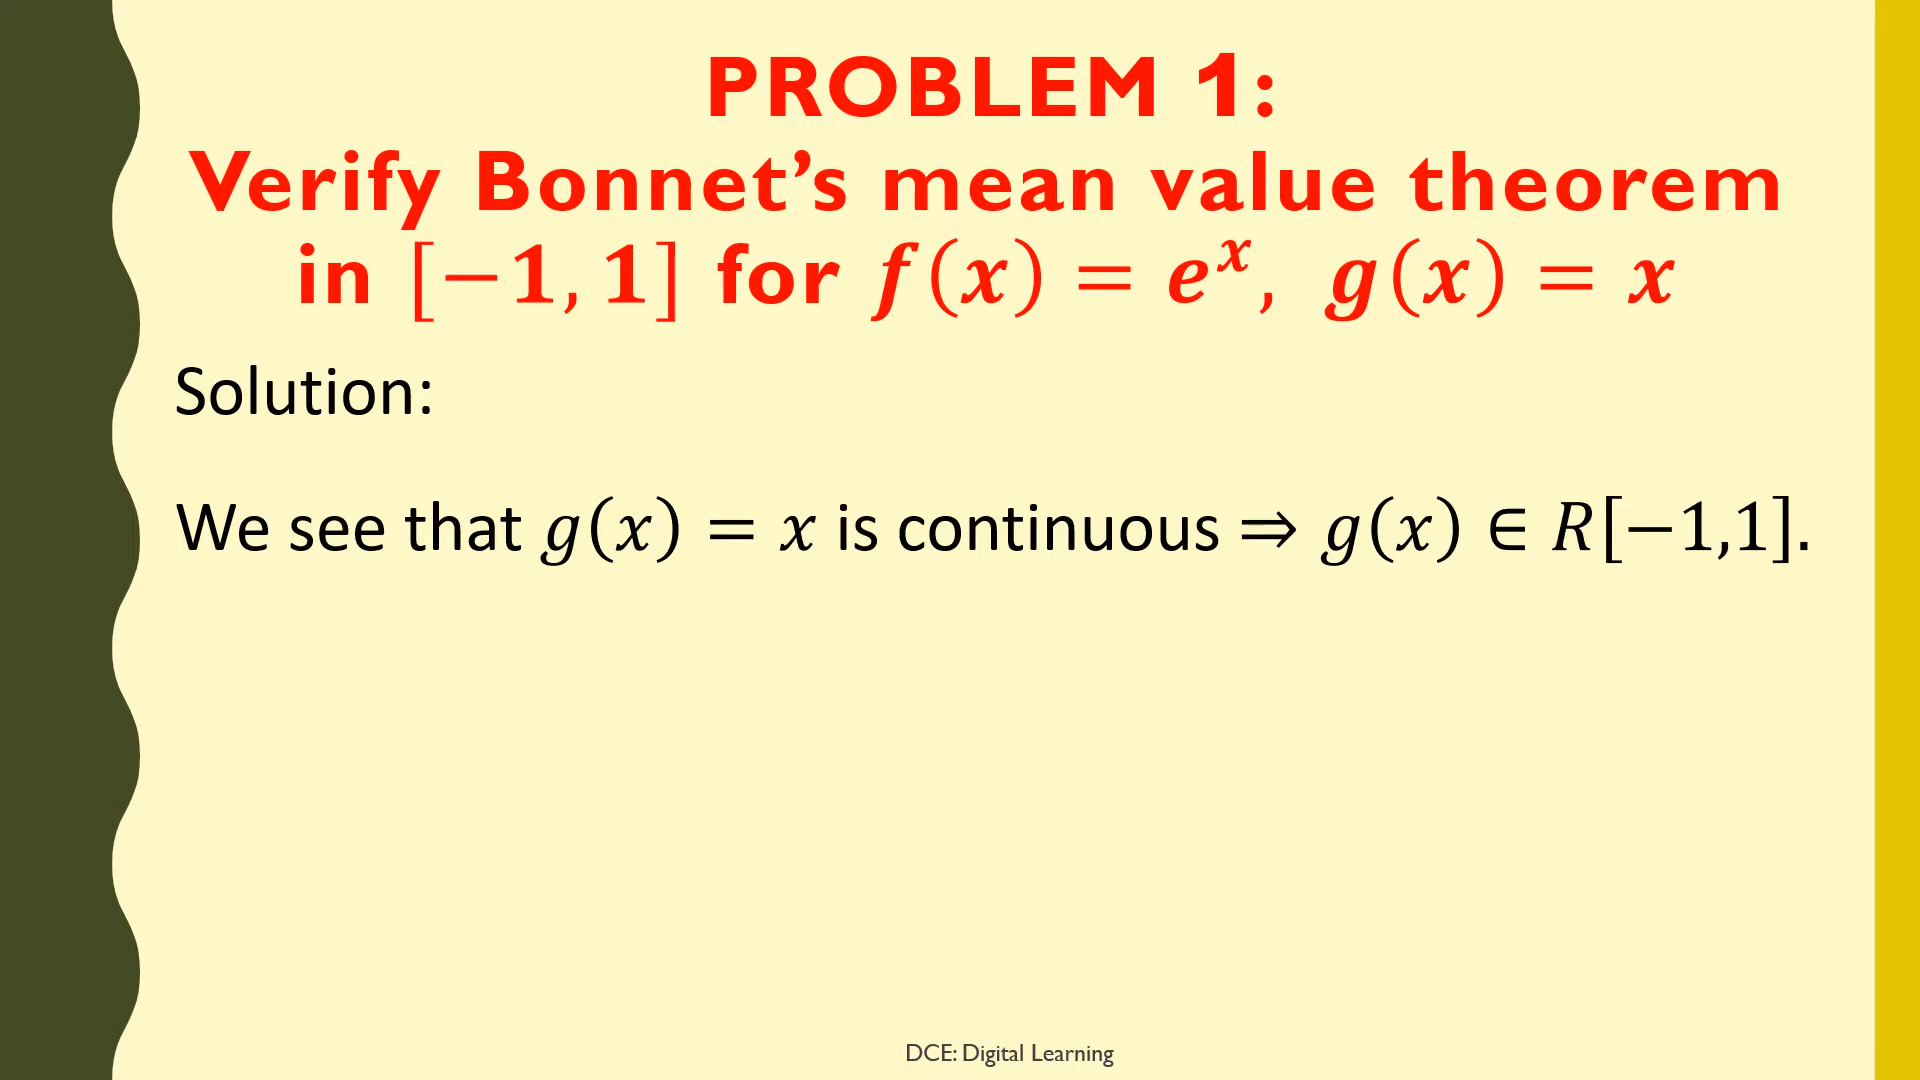 PROBLEM 1:
Verify Bonnet’s mean value theorem
in [−1, 1] for f(x) = eˣ, g(x) = x
Solution:
We see that g(x) = x is continuous ⇒ g(x) ∈ R[−1,1].
DCE: Digital Learning